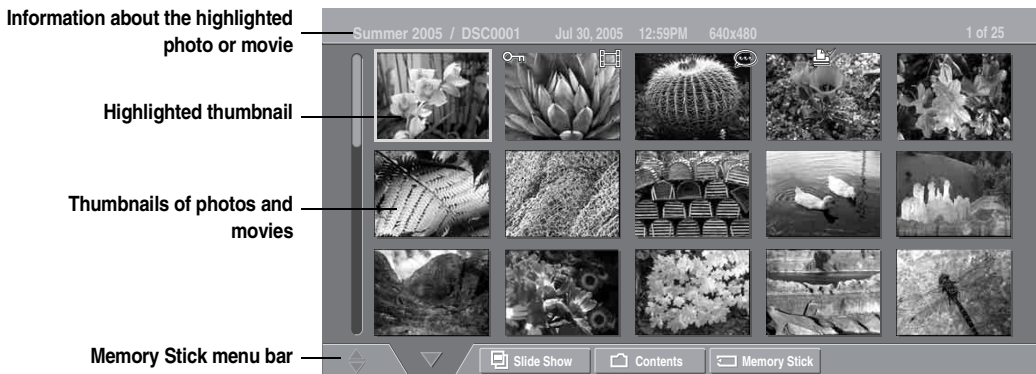 Information about the highlighted
photo or movie
Summer 2005 / DSC0001 Jul 30, 2005 12:59PM 640x480 1 of 25
Highlighted thumbnail
Thumbnails of photos and
movies
Memory Stick menu bar
Slide Show Contents Memory Stick